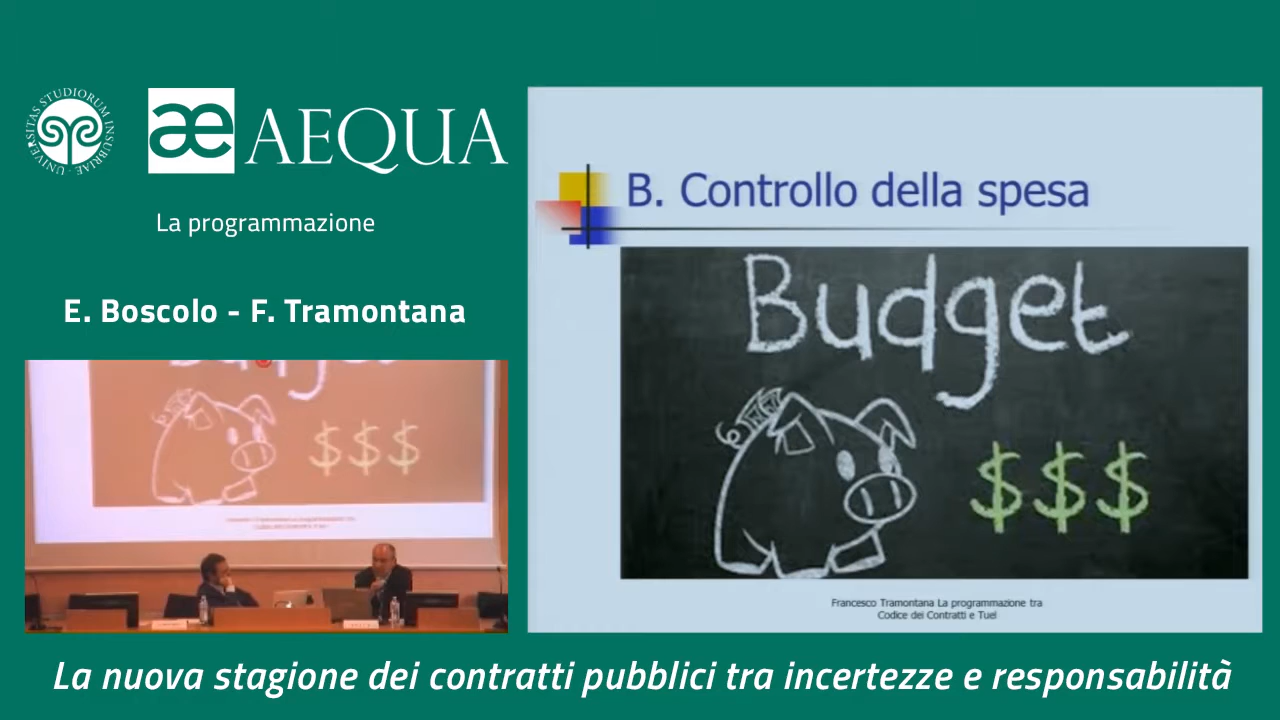 UNIVERSITAS STUDIORUM INSUBRIAE
æ AEQUA
La programmazione
E. Boscolo - F. Tramontana
B. Controllo della spesa
Budget
$$$
$$$
Francesco Tramontana La programmazione tra
Codice dei Contratti e Tuel
La nuova stagione dei contratti pubblici tra incertezze e responsabilità